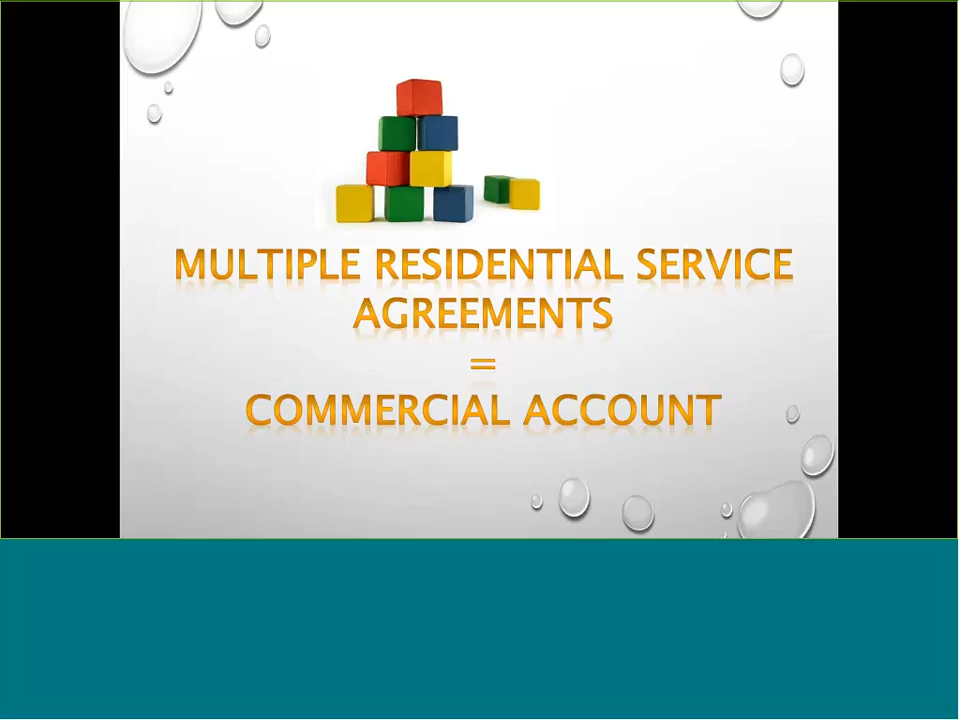 MULTIPLE RESIDENTIAL SERVICE
AGREEMENTS
=
COMMERCIAL ACCOUNT